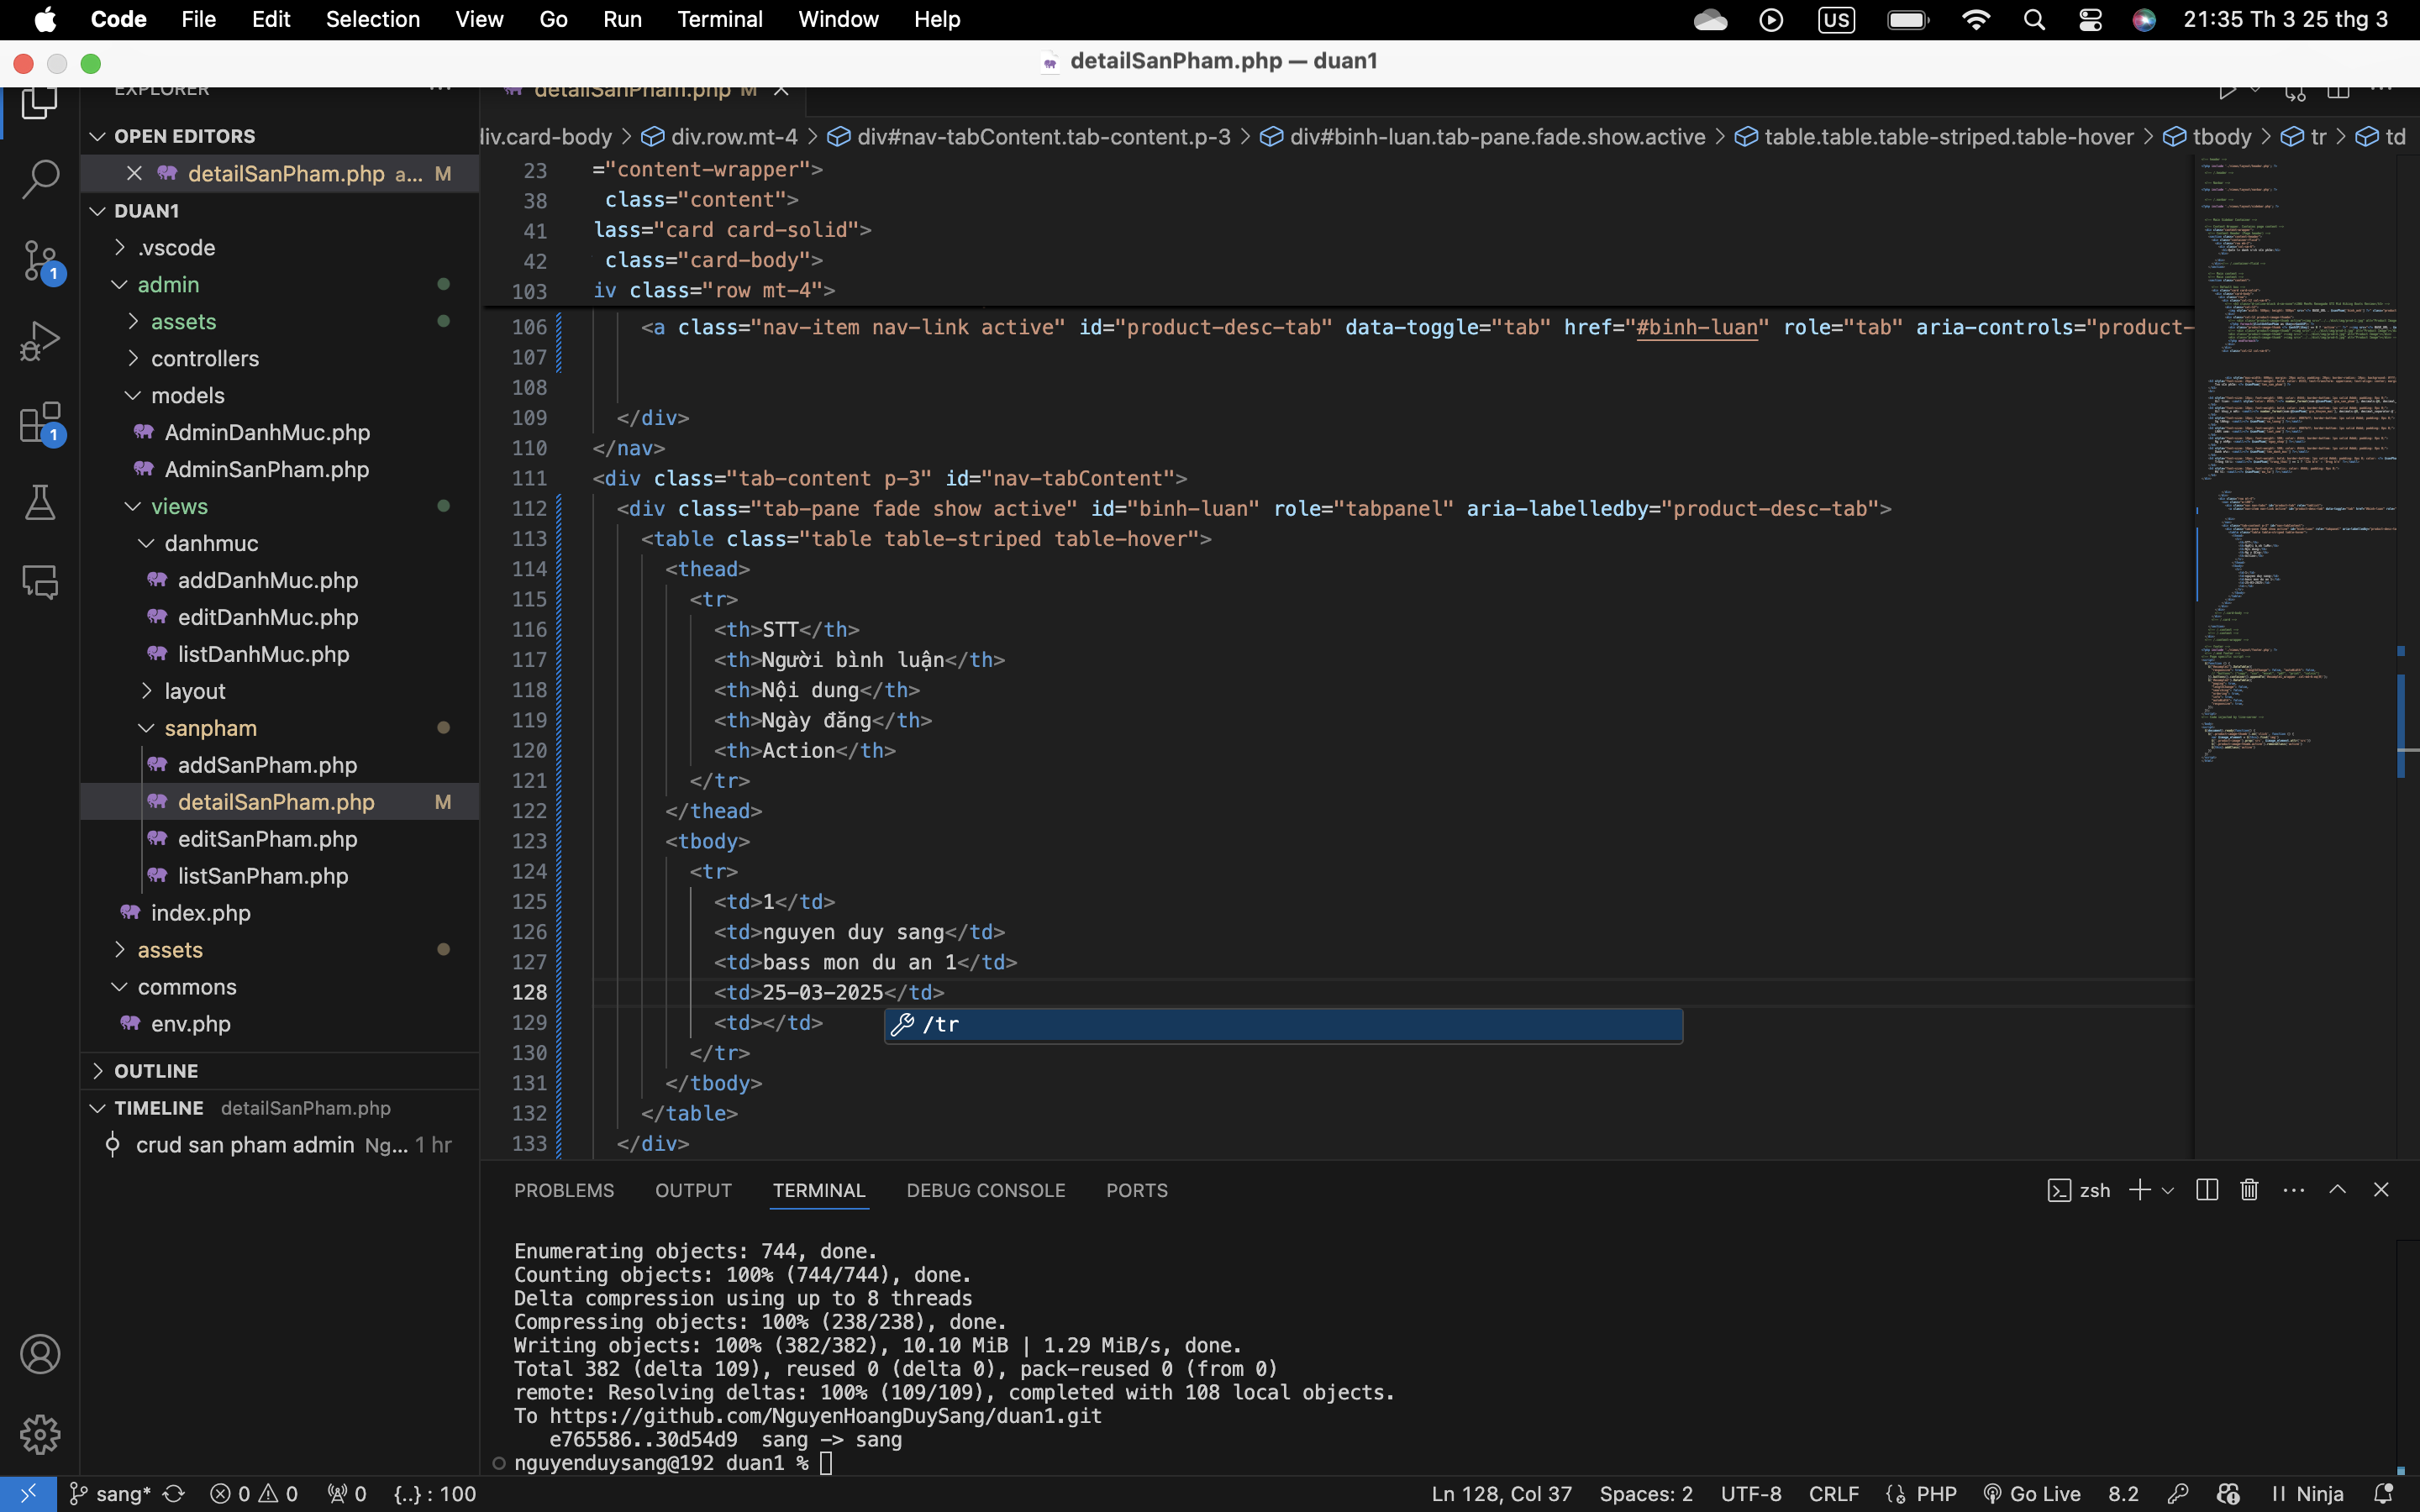 Code File Edit Selection View Go Run Terminal Window Help US 21:35 Th 3 25 thg 3
detailSanPham.php — duan1
EXPLORER
OPEN EDITORS
detailSanPham.php a... M
DUAN1
.vscode
admin
assets
controllers
models
AdminDanhMuc.php
AdminSanPham.php
views
danhmuc
addDanhMuc.php
editDanhMuc.php
listDanhMuc.php
layout
sanpham
addSanPham.php
detailSanPham.php M
editSanPham.php
listSanPham.php
index.php
assets
commons
env.php
OUTLINE
TIMELINE detailSanPham.php
crud san pham admin Ng... 1 hr
1
1
detailSanPham.php M
liv.card-body > div.row.mt-4 > div#nav-tabContent.tab-content.p-3 > div#binh-luan.tab-pane.fade.show.active > table.table.table-striped.table-hover > tbody > tr > td
23 ="content-wrapper">
38 class="content">
41 lass="card card-solid">
42 class="card-body">
103 iv class="row mt-4">
106 <a class="nav-item nav-link active" id="product-desc-tab" data-toggle="tab" href="#binh-luan" role="tab" aria-controls="product-
107
108
109 </div>
110 </nav>
111 <div class="tab-content p-3" id="nav-tabContent">
112 <div class="tab-pane fade show active" id="binh-luan" role="tabpanel" aria-labelledby="product-desc-tab">
113 <table class="table table-striped table-hover">
114 <thead>
115 <tr>
116 <th>STT</th>
117 <th>Người bình luận</th>
118 <th>Nội dung</th>
119 <th>Ngày đăng</th>
120 <th>Action</th>
121 </tr>
122 </thead>
123 <tbody>
124 <tr>
125 <td>1</td>
126 <td>nguyen duy sang</td>
127 <td>bass mon du an 1</td>
128 <td>25-03-2025</td>
129 <td></td>
/tr
130 </tr>
131 </tbody>
132 </table>
133 </div>
PROBLEMS OUTPUT TERMINAL DEBUG CONSOLE PORTS zsh
Enumerating objects: 744, done.
Counting objects: 100% (744/744), done.
Delta compression using up to 8 threads
Compressing objects: 100% (238/238), done.
Writing objects: 100% (382/382), 10.10 MiB | 1.29 MiB/s, done.
Total 382 (delta 109), reused 0 (delta 0), pack-reused 0 (from 0)
remote: Resolving deltas: 100% (109/109), completed with 108 local objects.
To https://github.com/NguyenHoangDuySang/duan1.git
e765586..30d54d9 sang -> sang
nguyenduysang@192 duan1 %
sang* 0 0 0 {..} : 100 Ln 128, Col 37 Spaces: 2 UTF-8 CRLF PHP Go Live 8.2 Ninja